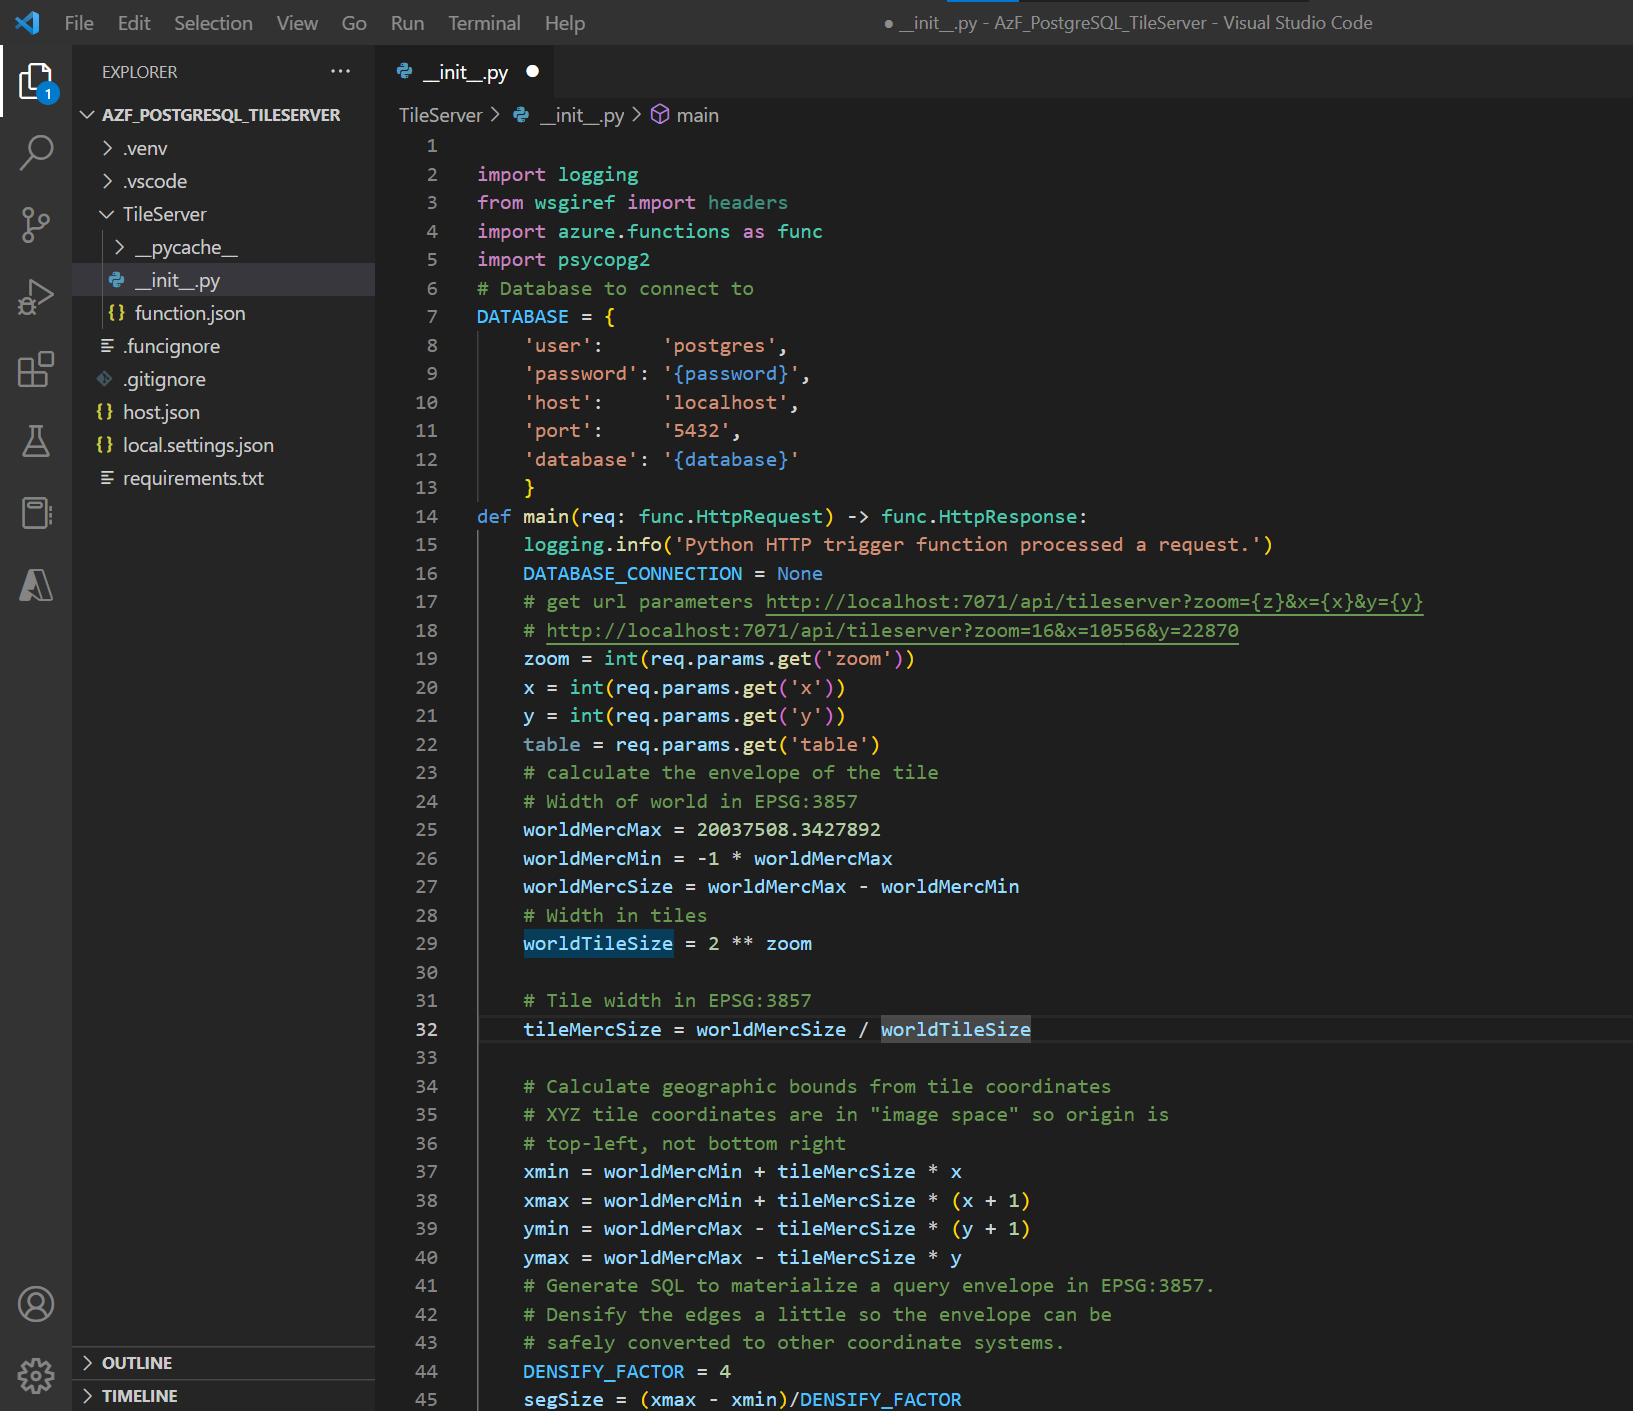 File Edit Selection View Go Run Terminal Help
● __init__.py - AzF_PostgreSQL_TileServer - Visual Studio Code
1
EXPLORER ···
AZF_POSTGRESQL_TILESERVER
.venv
.vscode
TileServer
__pycache__
__init__.py
{} function.json
.funcignore
.gitignore
{} host.json
{} local.settings.json
requirements.txt
OUTLINE
TIMELINE
__init__.py ●
TileServer > __init__.py > main
1
2 import logging
3 from wsgiref import headers
4 import azure.functions as func
5 import psycopg2
6 # Database to connect to
7 DATABASE = {
8     'user':     'postgres',
9     'password': '{password}',
10     'host':     'localhost',
11     'port':     '5432',
12     'database': '{database}'
13     }
14 def main(req: func.HttpRequest) -> func.HttpResponse:
15     logging.info('Python HTTP trigger function processed a request.')
16     DATABASE_CONNECTION = None
17     # get url parameters http://localhost:7071/api/tileserver?zoom={z}&x={x}&y={y}
18     # http://localhost:7071/api/tileserver?zoom=16&x=10556&y=22870
19     zoom = int(req.params.get('zoom'))
20     x = int(req.params.get('x'))
21     y = int(req.params.get('y'))
22     table = req.params.get('table')
23     # calculate the envelope of the tile
24     # Width of world in EPSG:3857
25     worldMercMax = 20037508.3427892
26     worldMercMin = -1 * worldMercMax
27     worldMercSize = worldMercMax - worldMercMin
28     # Width in tiles
29     worldTileSize = 2 ** zoom
30
31     # Tile width in EPSG:3857
32     tileMercSize = worldMercSize / worldTileSize
33
34     # Calculate geographic bounds from tile coordinates
35     # XYZ tile coordinates are in "image space" so origin is
36     # top-left, not bottom right
37     xmin = worldMercMin + tileMercSize * x
38     xmax = worldMercMin + tileMercSize * (x + 1)
39     ymin = worldMercMax - tileMercSize * (y + 1)
40     ymax = worldMercMax - tileMercSize * y
41     # Generate SQL to materialize a query envelope in EPSG:3857.
42     # Densify the edges a little so the envelope can be
43     # safely converted to other coordinate systems.
44     DENSIFY_FACTOR = 4
45     segSize = (xmax - xmin)/DENSIFY_FACTOR